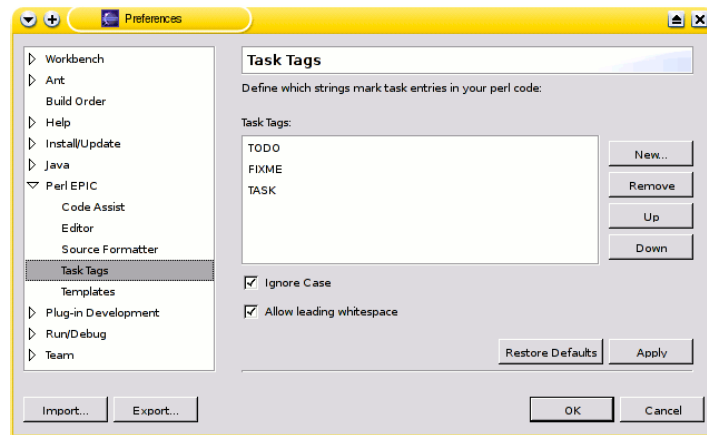 Preferences
Workbench
Ant
Build Order
Help
Install/Update
Java
Perl EPIC
Code Assist
Editor
Source Formatter
Task Tags
Templates
Plug-in Development
Run/Debug
Team
Task Tags
Define which strings mark task entries in your perl code:
Task Tags:
TODO
FIXME
TASK
New...
Remove
Up
Down
Ignore Case
Allow leading whitespace
Restore Defaults
Apply
Import...
Export...
OK
Cancel